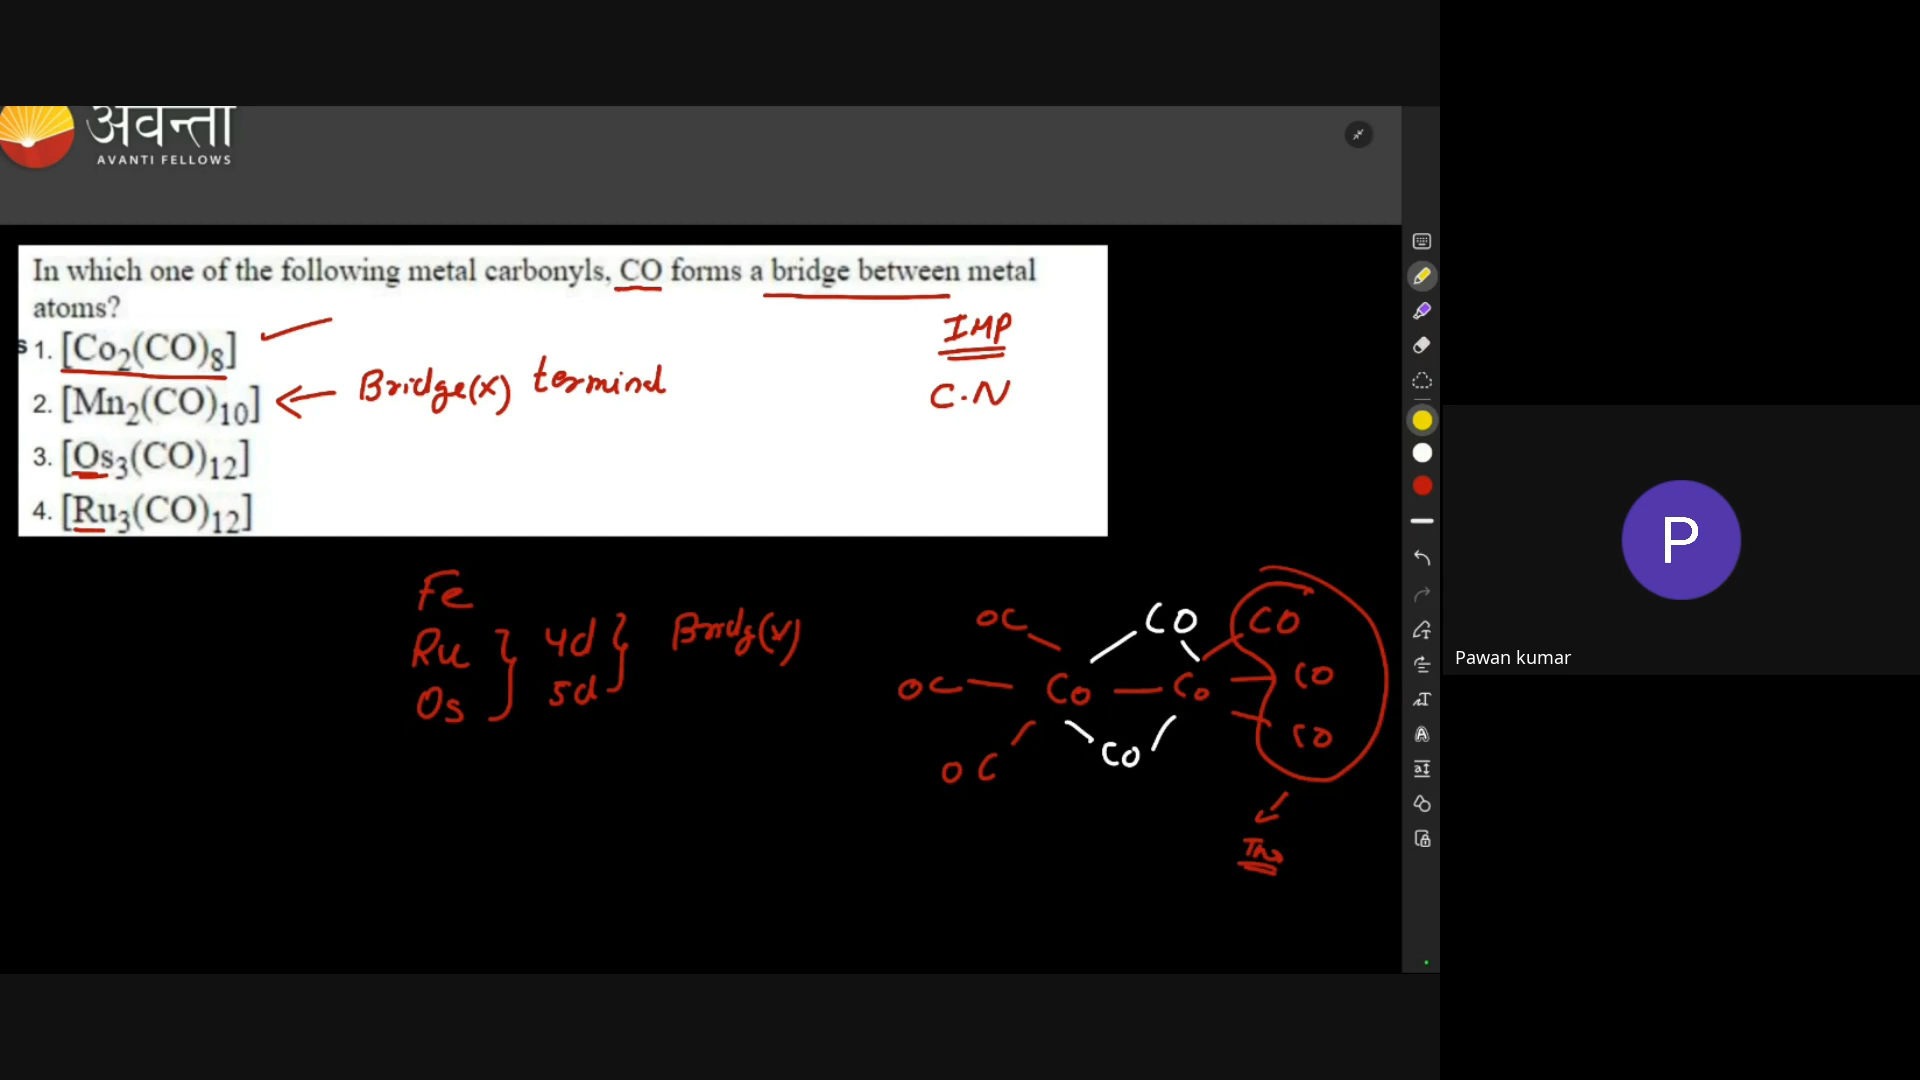 अवन्ती
AVANTI FELLOWS
In which one of the following metal carbonyls, CO forms a bridge between metal
atoms?
s 1. [Co₂(CO)₈]
2. [Mn₂(CO)₁₀]
3. [Os₃(CO)₁₂]
4. [Ru₃(CO)₁₂]
Bridge(x) terminal
IMP
C.N
Fe
Ru
Os
4d
5d
Bridg(x)
OC CO CO
OC Co Co CO
OC CO CO
P
Pawan kumar